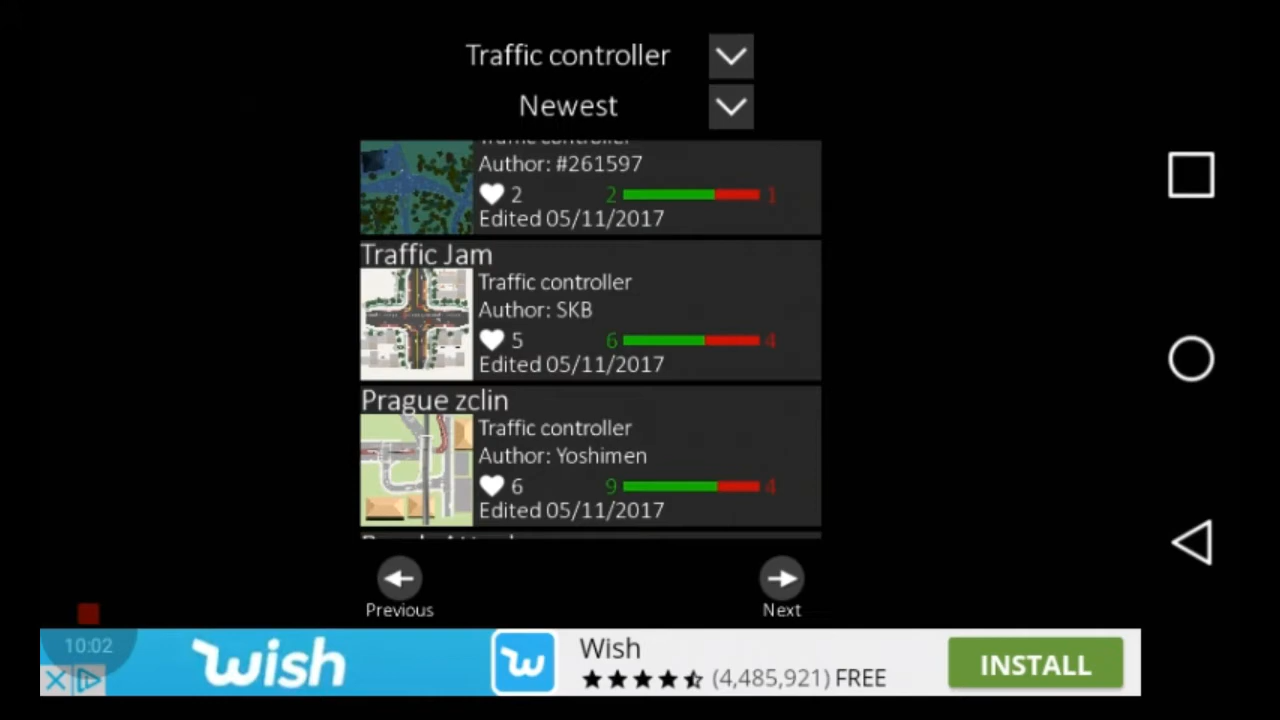 Traffic controller
Newest
Traffic controller
Author: #261597
2 2 1
Edited 05/11/2017
Traffic Jam
Traffic controller
Author: SKB
5 6 4
Edited 05/11/2017
Prague zclin
Traffic controller
Author: Yoshimen
6 9 4
Edited 05/11/2017
Previous
Next
10:02
wish
Wish
(4,485,921) FREE
INSTALL